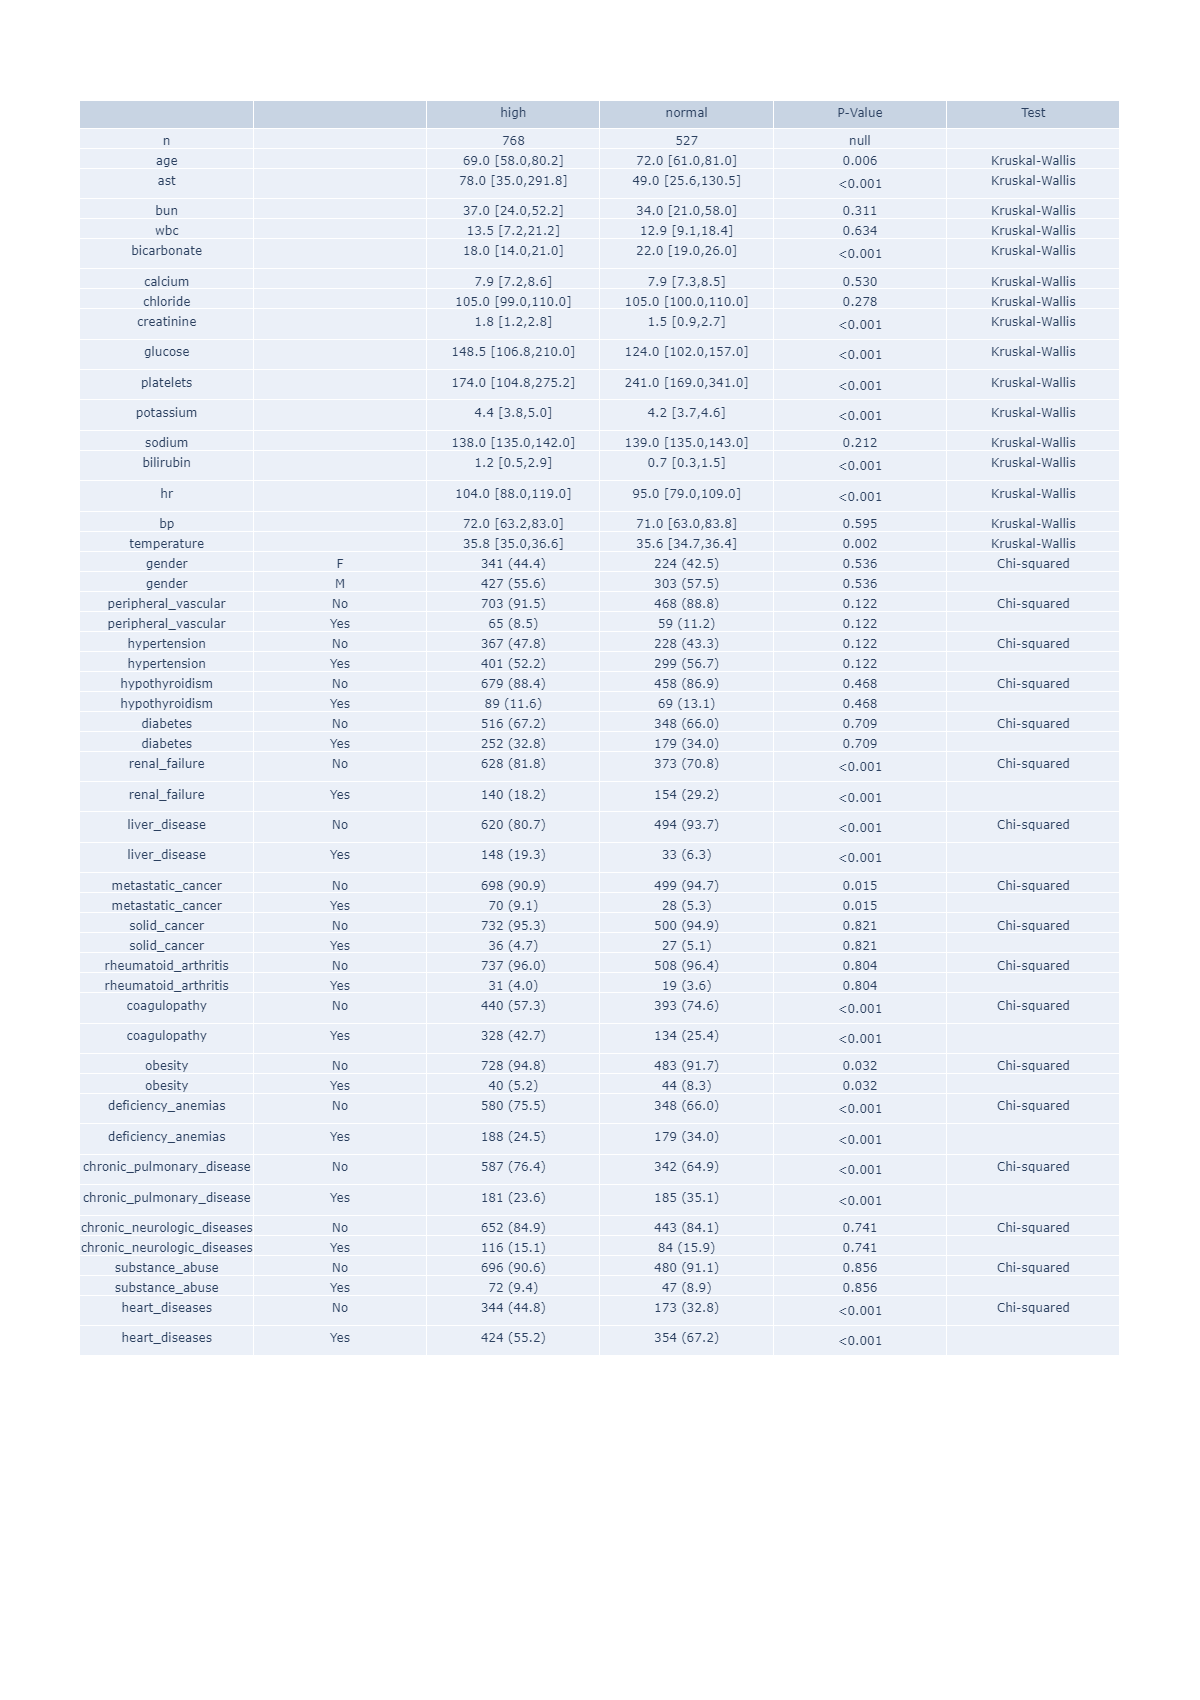 high normal P-Value Test
n 768 527 null
age 69.0 [58.0,80.2] 72.0 [61.0,81.0] 0.006 Kruskal-Wallis
ast 78.0 [35.0,291.8] 49.0 [25.6,130.5] <0.001 Kruskal-Wallis
bun 37.0 [24.0,52.2] 34.0 [21.0,58.0] 0.311 Kruskal-Wallis
wbc 13.5 [7.2,21.2] 12.9 [9.1,18.4] 0.634 Kruskal-Wallis
bicarbonate 18.0 [14.0,21.0] 22.0 [19.0,26.0] <0.001 Kruskal-Wallis
calcium 7.9 [7.2,8.6] 7.9 [7.3,8.5] 0.530 Kruskal-Wallis
chloride 105.0 [99.0,110.0] 105.0 [100.0,110.0] 0.278 Kruskal-Wallis
creatinine 1.8 [1.2,2.8] 1.5 [0.9,2.7] <0.001 Kruskal-Wallis
glucose 148.5 [106.8,210.0] 124.0 [102.0,157.0] <0.001 Kruskal-Wallis
platelets 174.0 [104.8,275.2] 241.0 [169.0,341.0] <0.001 Kruskal-Wallis
potassium 4.4 [3.8,5.0] 4.2 [3.7,4.6] <0.001 Kruskal-Wallis
sodium 138.0 [135.0,142.0] 139.0 [135.0,143.0] 0.212 Kruskal-Wallis
bilirubin 1.2 [0.5,2.9] 0.7 [0.3,1.5] <0.001 Kruskal-Wallis
hr 104.0 [88.0,119.0] 95.0 [79.0,109.0] <0.001 Kruskal-Wallis
bp 72.0 [63.2,83.0] 71.0 [63.0,83.8] 0.595 Kruskal-Wallis
temperature 35.8 [35.0,36.6] 35.6 [34.7,36.4] 0.002 Kruskal-Wallis
gender F 341 (44.4) 224 (42.5) 0.536 Chi-squared
gender M 427 (55.6) 303 (57.5) 0.536
peripheral_vascular No 703 (91.5) 468 (88.8) 0.122 Chi-squared
peripheral_vascular Yes 65 (8.5) 59 (11.2) 0.122
hypertension No 367 (47.8) 228 (43.3) 0.122 Chi-squared
hypertension Yes 401 (52.2) 299 (56.7) 0.122
hypothyroidism No 679 (88.4) 458 (86.9) 0.468 Chi-squared
hypothyroidism Yes 89 (11.6) 69 (13.1) 0.468
diabetes No 516 (67.2) 348 (66.0) 0.709 Chi-squared
diabetes Yes 252 (32.8) 179 (34.0) 0.709
renal_failure No 628 (81.8) 373 (70.8) <0.001 Chi-squared
renal_failure Yes 140 (18.2) 154 (29.2) <0.001
liver_disease No 620 (80.7) 494 (93.7) <0.001 Chi-squared
liver_disease Yes 148 (19.3) 33 (6.3) <0.001
metastatic_cancer No 698 (90.9) 499 (94.7) 0.015 Chi-squared
metastatic_cancer Yes 70 (9.1) 28 (5.3) 0.015
solid_cancer No 732 (95.3) 500 (94.9) 0.821 Chi-squared
solid_cancer Yes 36 (4.7) 27 (5.1) 0.821
rheumatoid_arthritis No 737 (96.0) 508 (96.4) 0.804 Chi-squared
rheumatoid_arthritis Yes 31 (4.0) 19 (3.6) 0.804
coagulopathy No 440 (57.3) 393 (74.6) <0.001 Chi-squared
coagulopathy Yes 328 (42.7) 134 (25.4) <0.001
obesity No 728 (94.8) 483 (91.7) 0.032 Chi-squared
obesity Yes 40 (5.2) 44 (8.3) 0.032
deficiency_anemias No 580 (75.5) 348 (66.0) <0.001 Chi-squared
deficiency_anemias Yes 188 (24.5) 179 (34.0) <0.001
chronic_pulmonary_disease No 587 (76.4) 342 (64.9) <0.001 Chi-squared
chronic_pulmonary_disease Yes 181 (23.6) 185 (35.1) <0.001
chronic_neurologic_diseases No 652 (84.9) 443 (84.1) 0.741 Chi-squared
chronic_neurologic_diseases Yes 116 (15.1) 84 (15.9) 0.741
substance_abuse No 696 (90.6) 480 (91.1) 0.856 Chi-squared
substance_abuse Yes 72 (9.4) 47 (8.9) 0.856
heart_diseases No 344 (44.8) 173 (32.8) <0.001 Chi-squared
heart_diseases Yes 424 (55.2) 354 (67.2) <0.001